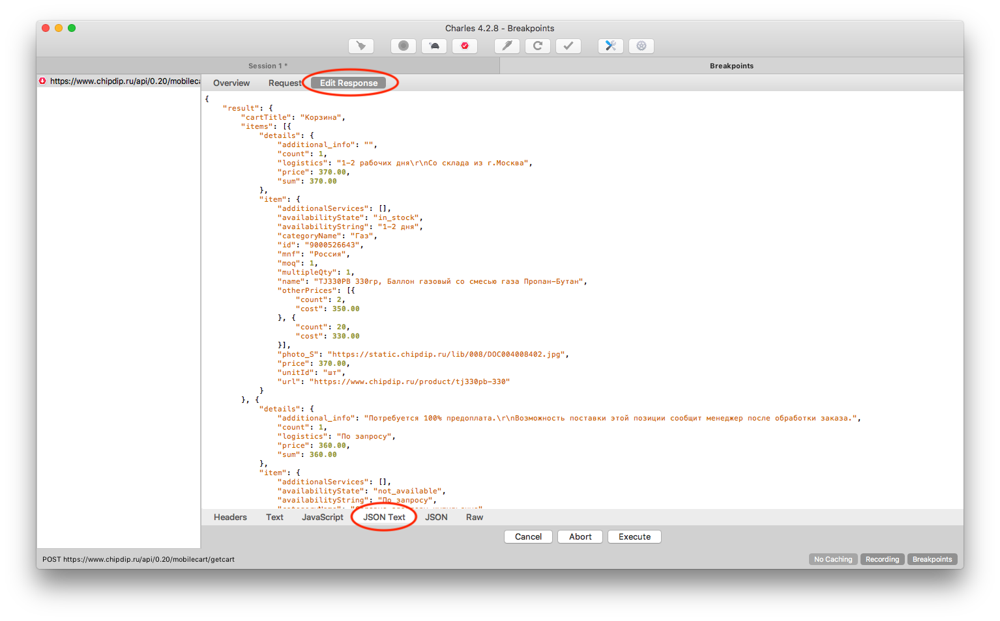 Charles 4.2.8 - Breakpoints
Session 1 *
Breakpoints
https://www.chipdip.ru/api/0.20/mobileca
Overview Request Edit Response
{
"result": {
"cartTitle": "Корзина",
"items": [{
"details": {
"additional_info": "",
"count": 1,
"logistics": "1-2 рабочих дня\r\nСо склада из г.Москва",
"price": 370.00,
"sum": 370.00
},
"item": {
"additionalServices": [],
"availabilityState": "in_stock",
"availabilityString": "1-2 дня",
"categoryName": "Газ",
"id": "9000526643",
"mnf": "Россия",
"moq": 1,
"multipleQty": 1,
"name": "TJ330PB 330гр, Баллон газовый со смесью газа Пропан-Бутан",
"otherPrices": [{
"count": 2,
"cost": 350.00
}, {
"count": 20,
"cost": 330.00
}],
"photo_S": "https://static.chipdip.ru/lib/008/DOC004008402.jpg",
"price": 370.00,
"unitId": "шт",
"url": "https://www.chipdip.ru/product/tj330pb-330"
}
}, {
"details": {
"additional_info": "Потребуется 100% предоплата.\r\nВозможность поставки этой позиции сообщит менеджер после обработки заказа.",
"count": 1,
"logistics": "По запросу",
"price": 360.00,
"sum": 360.00
},
"item": {
"additionalServices": [],
"availabilityState": "not_available",
"availabilityString": "По запросу",
Headers Text JavaScript JSON Text JSON Raw
Cancel Abort Execute
POST https://www.chipdip.ru/api/0.20/mobilecart/getcart
No Caching Recording Breakpoints